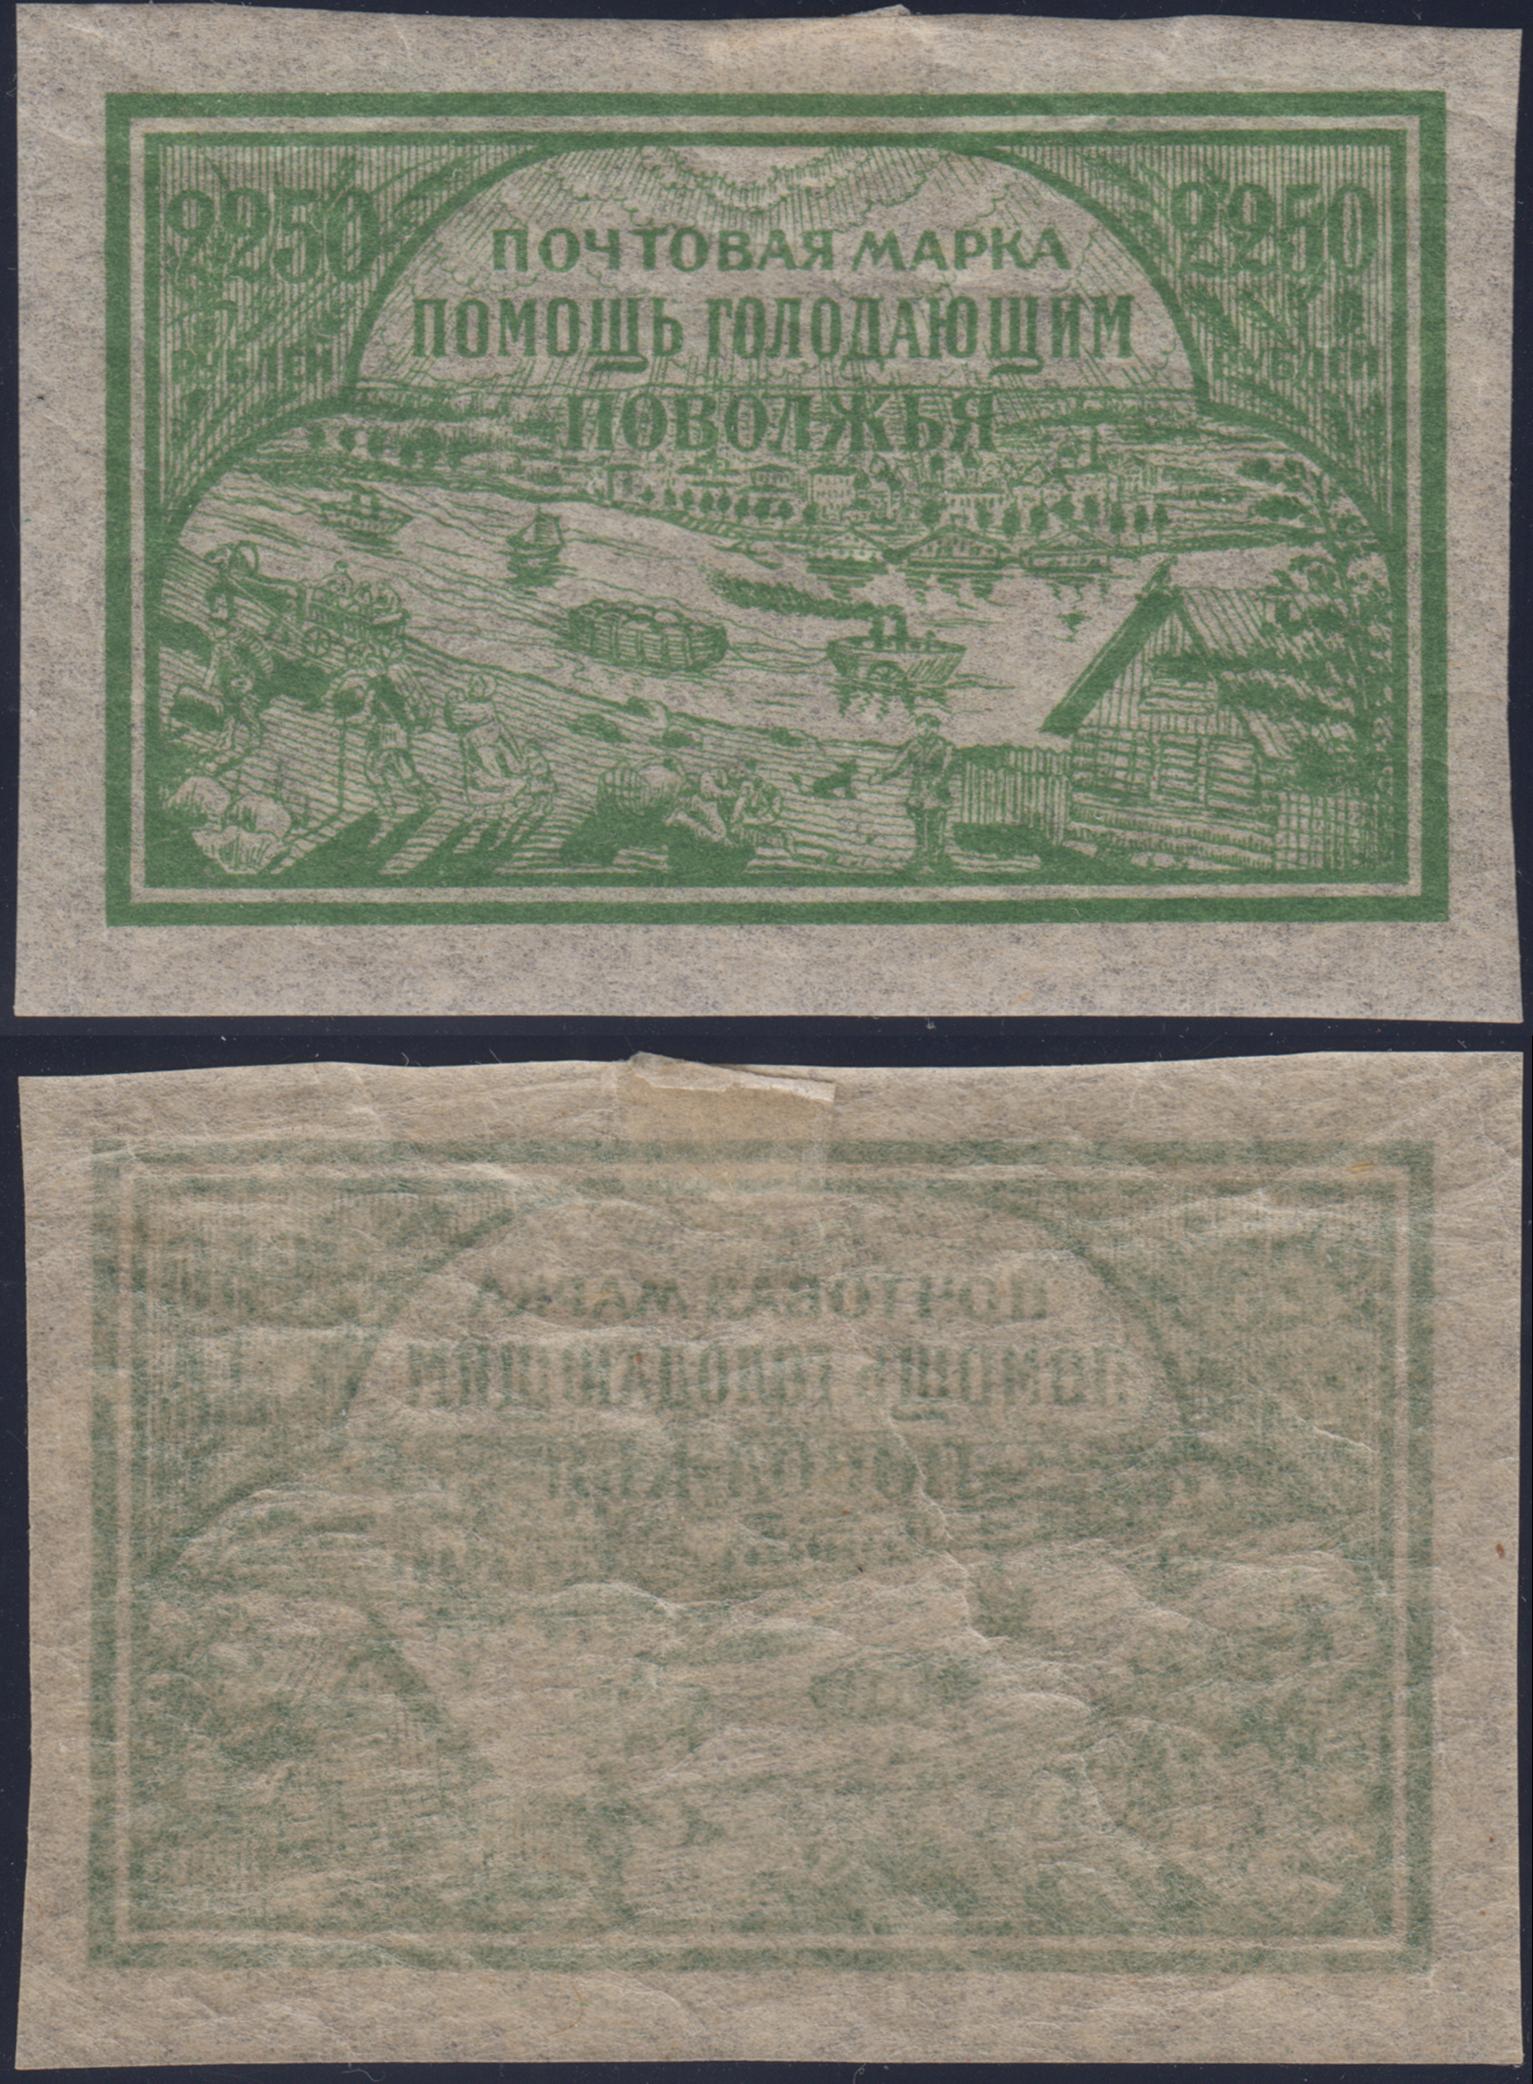 2250 ПОЧТОВАЯ МАРКА 2250
ПОМОЩЬ ГОЛОДАЮЩИМ
РУБЛЕЙ РУБЛЕЙ
ПОВОЛЖЬЯ